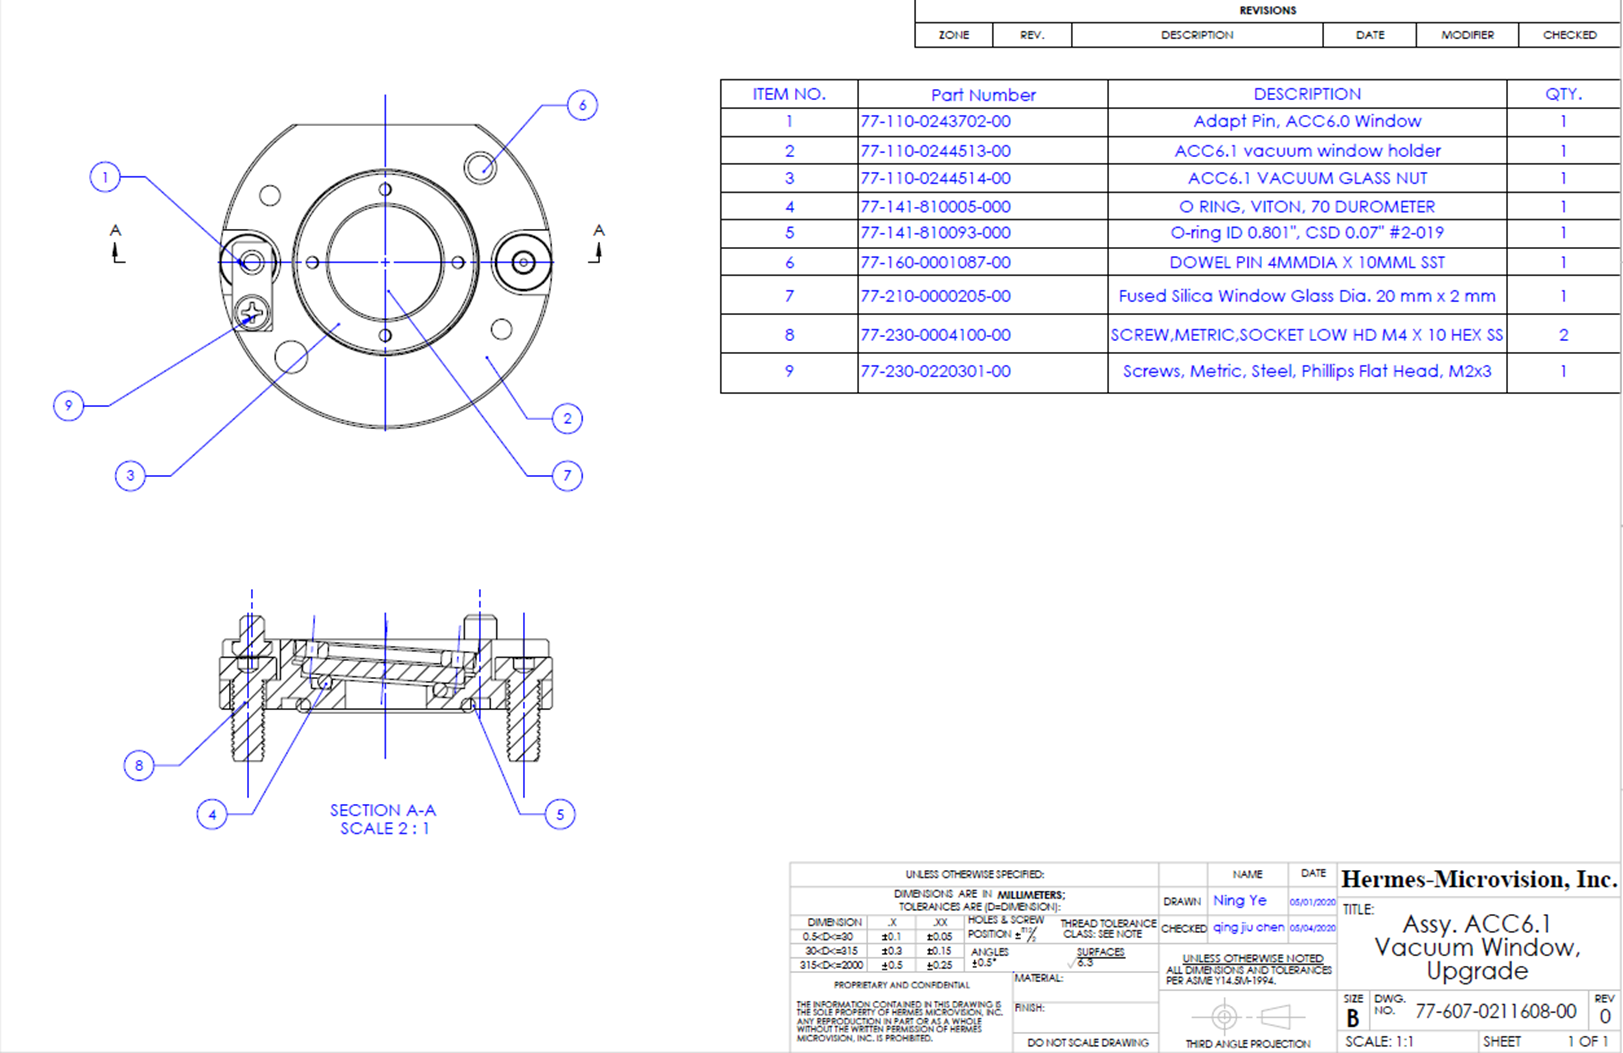 REVISIONS
ZONE REV. DESCRIPTION DATE MODIFIER CHECKED
ITEM NO. Part Number DESCRIPTION QTY.
1 77-110-0243702-00 Adapt Pin, ACC6.0 Window 1
2 77-110-0244513-00 ACC6.1 vacuum window holder 1
3 77-110-0244514-00 ACC6.1 VACUUM GLASS NUT 1
4 77-141-810005-000 O RING, VITON, 70 DUROMETER 1
5 77-141-810093-000 O-ring ID 0.801", CSD 0.07" #2-019 1
6 77-160-0001087-00 DOWEL PIN 4MMDIA X 10MML SST 1
7 77-210-0000205-00 Fused Silica Window Glass Dia. 20 mm x 2 mm 1
8 77-230-0004100-00 SCREW,METRIC,SOCKET LOW HD M4 X 10 HEX SS 2
9 77-230-0220301-00 Screws, Metric, Steel, Phillips Flat Head, M2x3 1
6
1
A A
9
2
3 7
8
4 5
SECTION A-A
SCALE 2 : 1
UNLESS OTHERWISE SPECIFIED:
DIMENSIONS ARE IN MILLIMETERS;
TOLERANCES ARE (D=DIMENSION):
DIMENSION .X .XX
0.5<D<=30 ±0.1 ±0.05
30<D<=315 ±0.3 ±0.15
315<D<=2000 ±0.5 ±0.25
HOLES & SCREW
POSITION ±
THREAD TOLERANCE
CLASS: SEE NOTE
ANGLES
±0.5°
SURFACES
6.3
PROPRIETARY AND CONFIDENTIAL
THE INFORMATION CONTAINED IN THIS DRAWING IS
THE SOLE PROPERTY OF HERMES MICROVISION, INC.
ANY REPRODUCTION IN PART OR AS A WHOLE
WITHOUT THE WRITTEN PERMISSION OF HERMES
MICROVISION, INC. IS PROHIBITED.
MATERIAL:
FINISH:
DO NOT SCALE DRAWING
NAME DATE
DRAWN Ning Ye 05/01/2020
CHECKED qing jiu chen 05/04/2020
UNLESS OTHERWISE NOTED
ALL DIMENSIONS AND TOLERANCES
PER ASME Y14.5M-1994.
THIRD ANGLE PROJECTION
Hermes-Microvision, Inc.
TITLE:
Assy. ACC6.1
Vacuum Window,
Upgrade
SIZE DWG. REV
B NO. 77-607-0211608-00 0
SCALE: 1:1 SHEET 1 OF 1